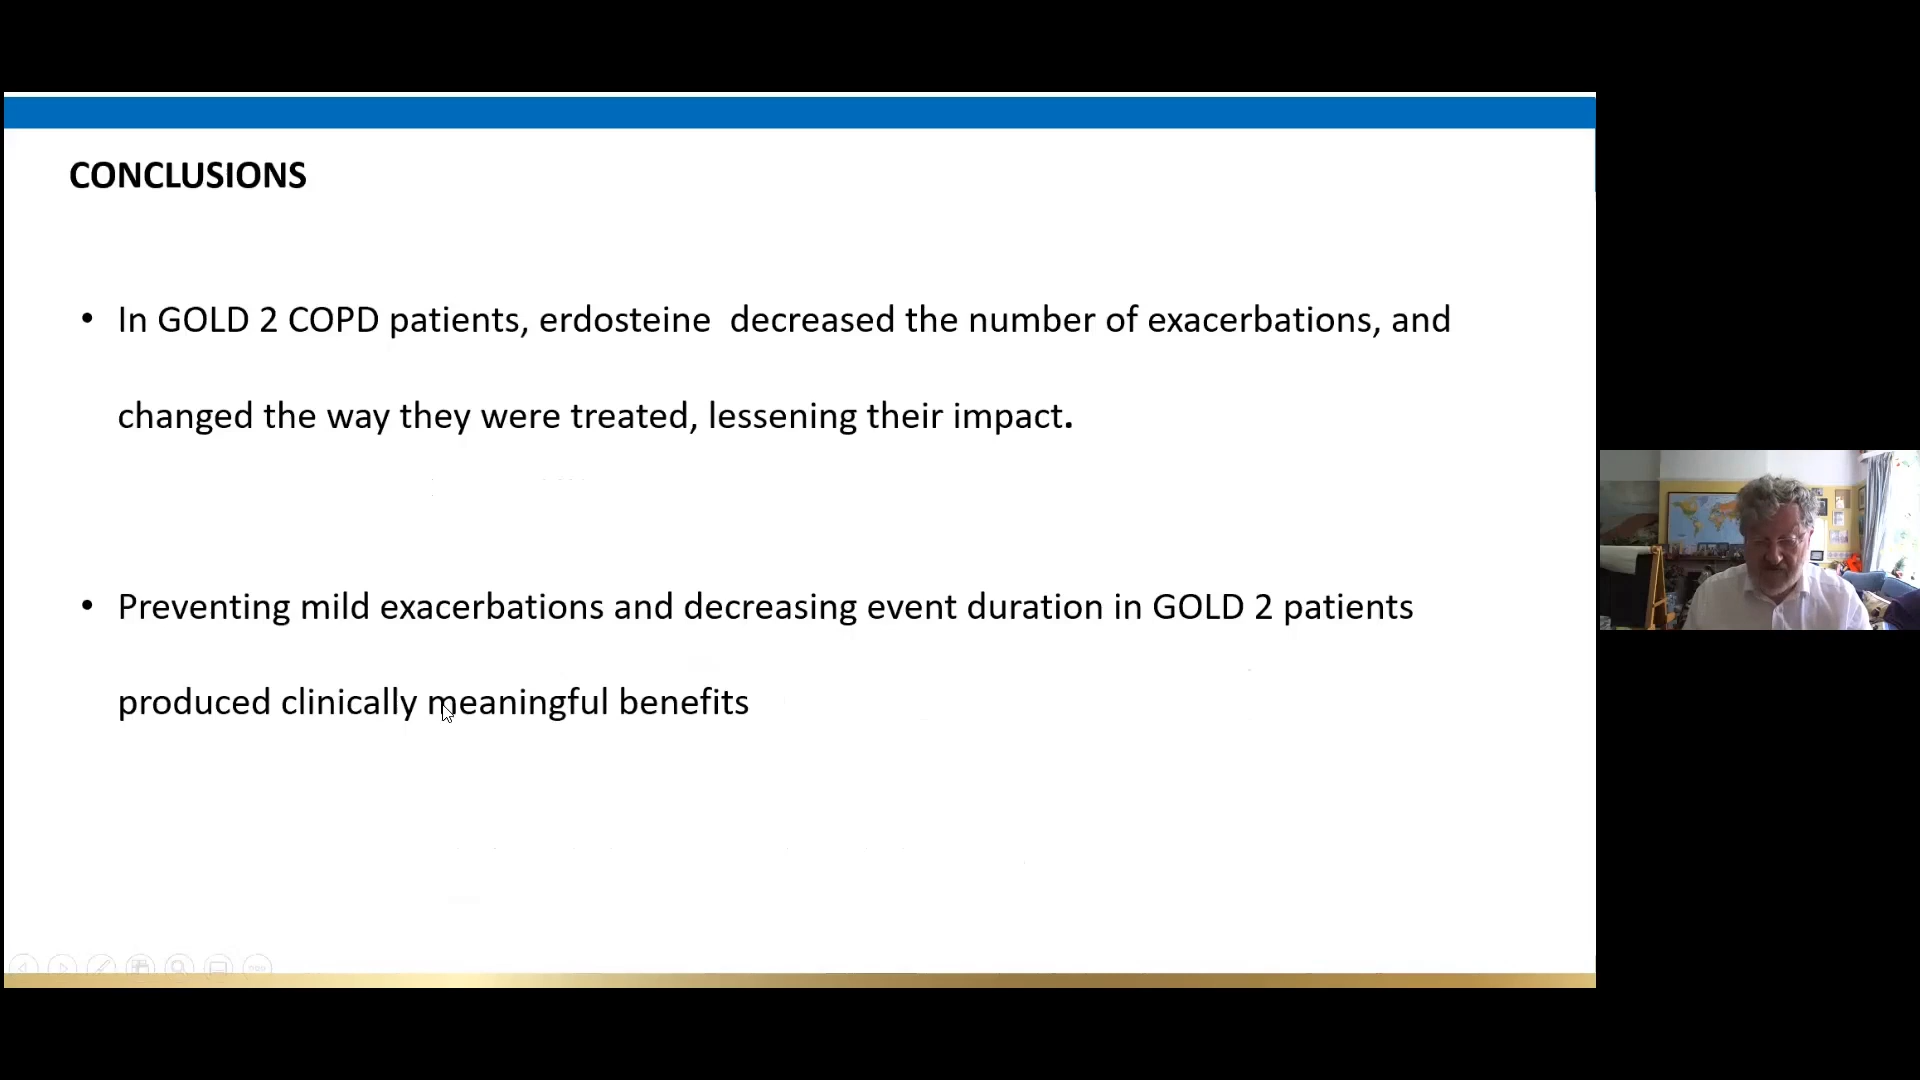 CONCLUSIONS
• In GOLD 2 COPD patients, erdosteine  decreased the number of exacerbations, and
changed the way they were treated, lessening their impact.
• Preventing mild exacerbations and decreasing event duration in GOLD 2 patients
produced clinically meaningful benefits